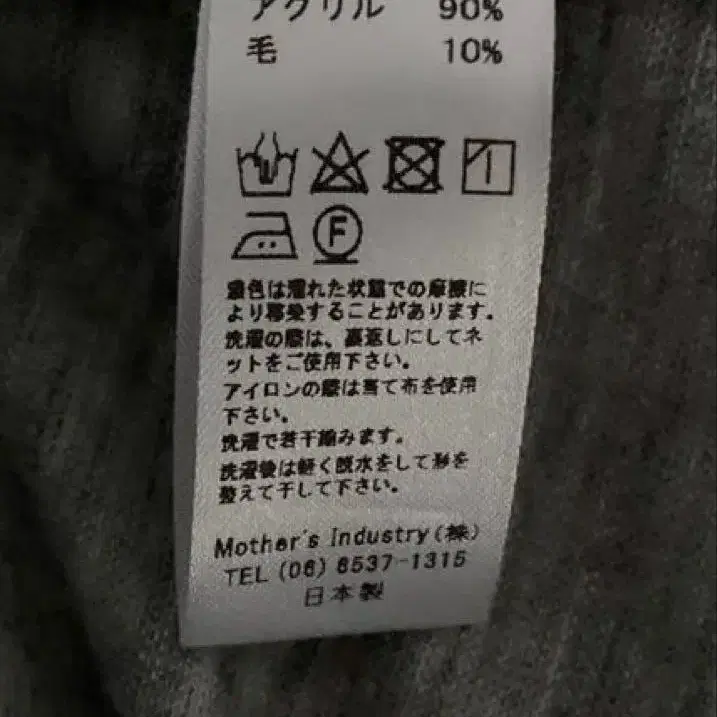 アクリル 90%
毛 10%
F
濃色は濡れた状態での摩擦に
より移染することがあります。
洗濯の際は、裏返しにしてネ
ットをご使用下さい。
アイロンの際は当て布を使用
下さい。
洗濯で若干縮みます。
洗濯後は軽く脱水をして形を
整えて干して下さい。
Mother's Industry(株)
TEL (06) 6537-1315
日本製